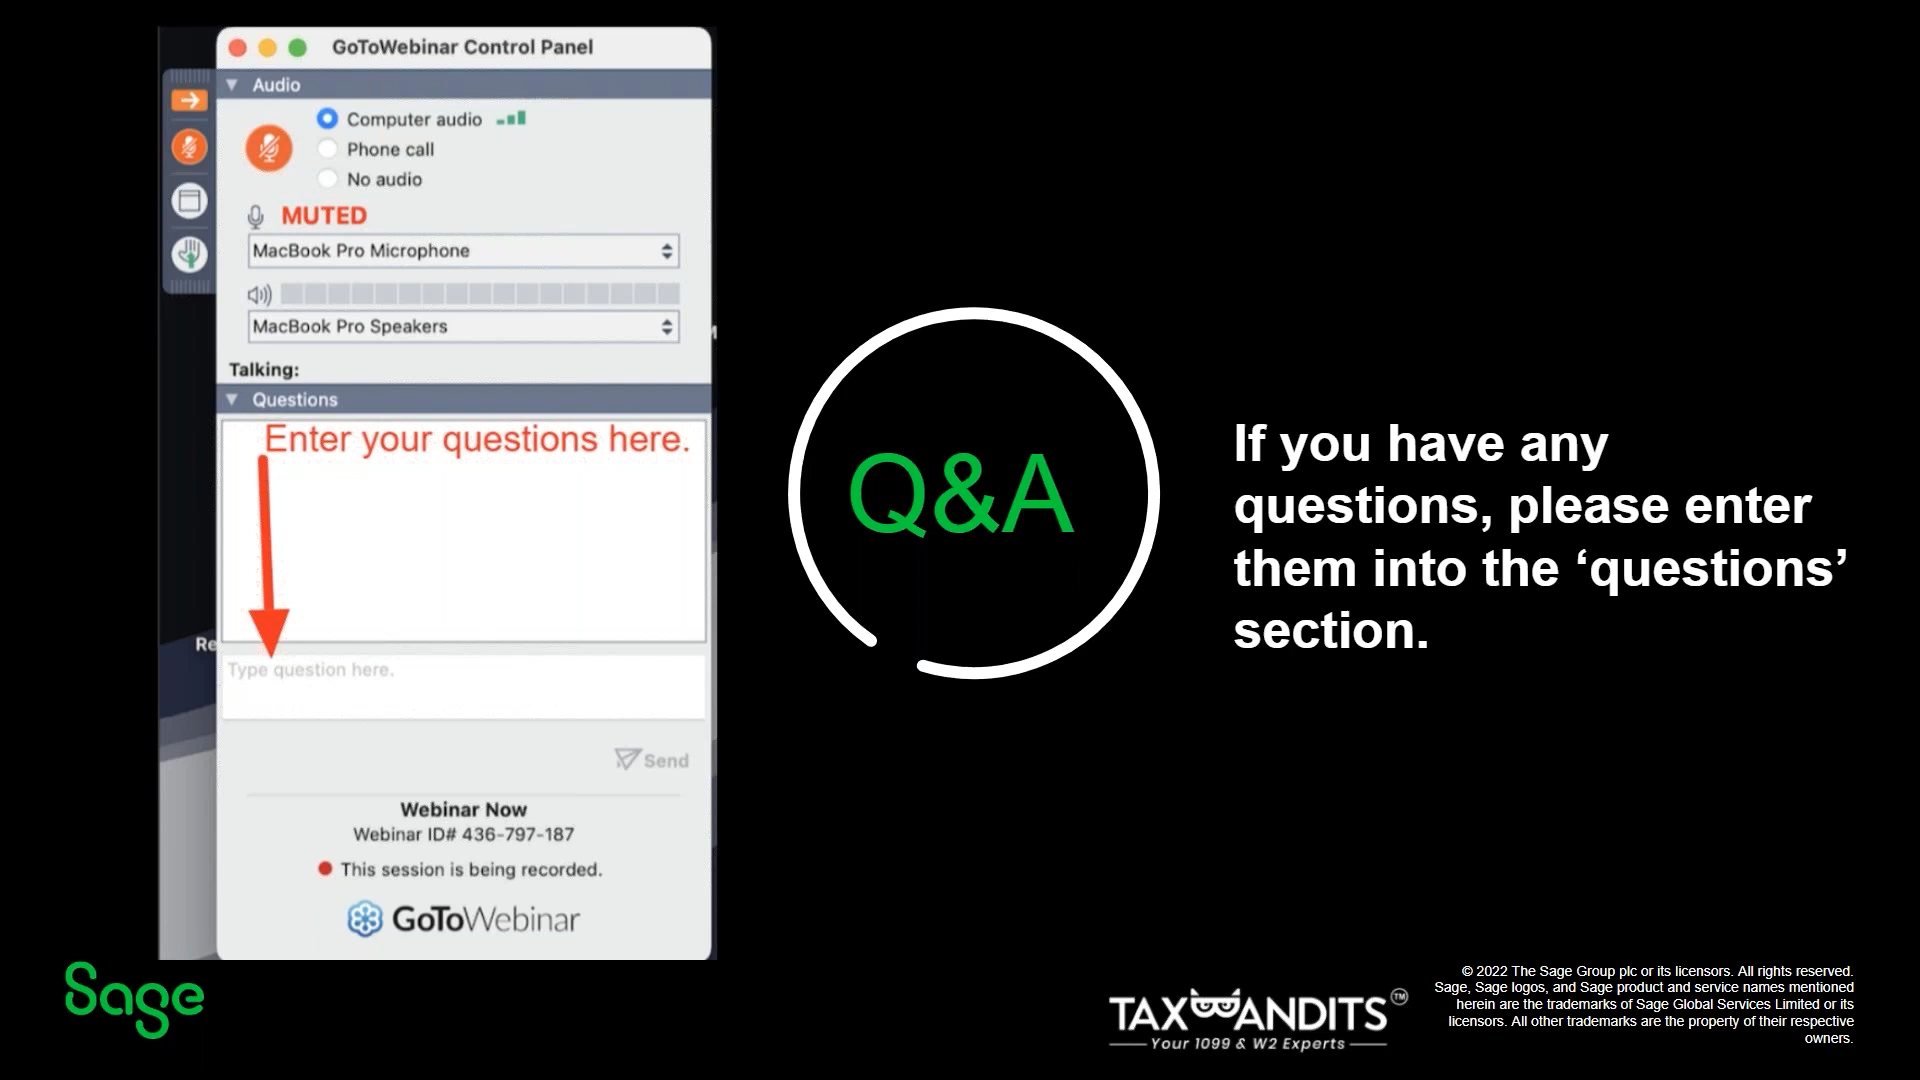 GoToWebinar Control Panel
Audio
Computer audio
Phone call
No audio
MUTED
MacBook Pro Microphone
MacBook Pro Speakers
Talking:
Questions
Enter your questions here.
Re
Type question here.
Send
Webinar Now
Webinar ID# 436-797-187
This session is being recorded.
GoToWebinar
Q&A
If you have any
questions, please enter
them into the ‘questions’
section.
Sage
TAXBANDITS™
Your 1099 & W2 Experts
© 2022 The Sage Group plc or its licensors. All rights reserved.
Sage, Sage logos, and Sage product and service names mentioned
herein are the trademarks of Sage Global Services Limited or its
licensors. All other trademarks are the property of their respective
owners.